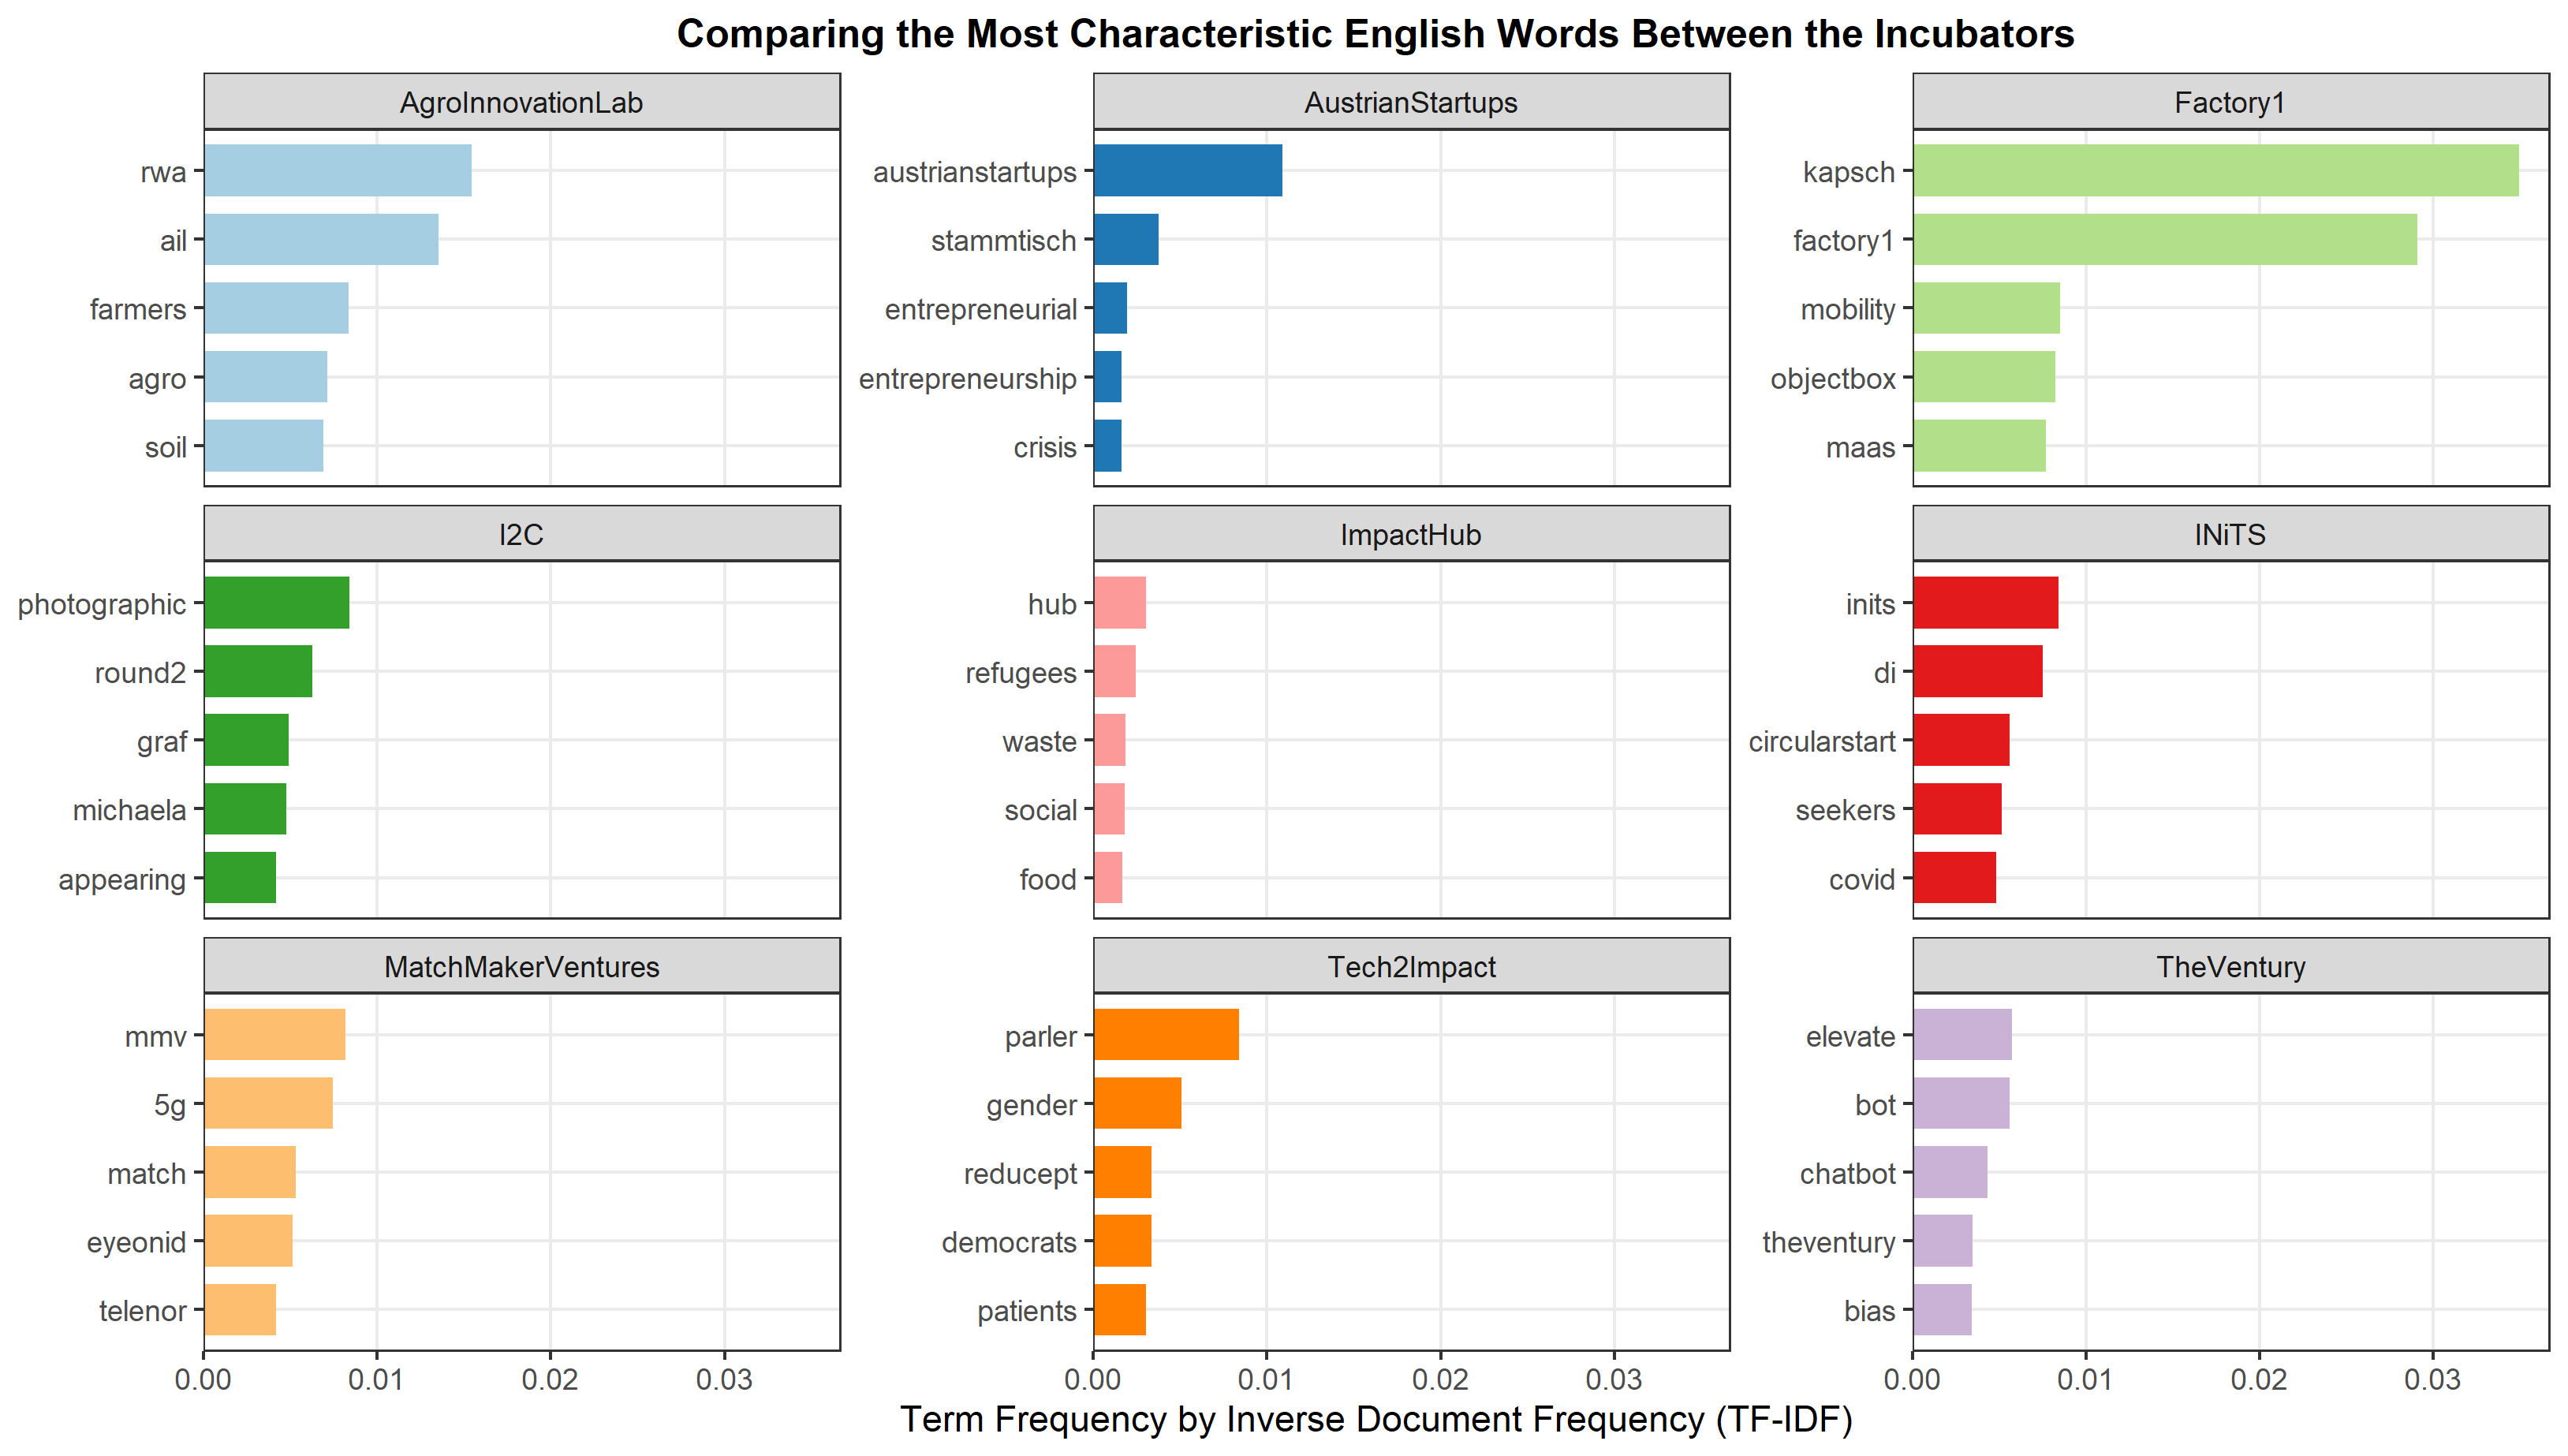 Comparing the Most Characteristic English Words Between the Incubators
AgroInnovationLab
rwa
ail
farmers
agro
soil
AustrianStartups
austrianstartups
stammtisch
entrepreneurial
entrepreneurship
crisis
Factory1
kapsch
factory1
mobility
objectbox
maas
I2C
photographic
round2
graf
michaela
appearing
ImpactHub
hub
refugees
waste
social
food
INiTS
inits
di
circularstart
seekers
covid
MatchMakerVentures
mmv
5g
match
eyeonid
telenor
0.00 0.01 0.02 0.03
Tech2Impact
parler
gender
reducept
democrats
patients
0.00 0.01 0.02 0.03
TheVentury
elevate
bot
chatbot
theventury
bias
0.00 0.01 0.02 0.03
Term Frequency by Inverse Document Frequency (TF-IDF)